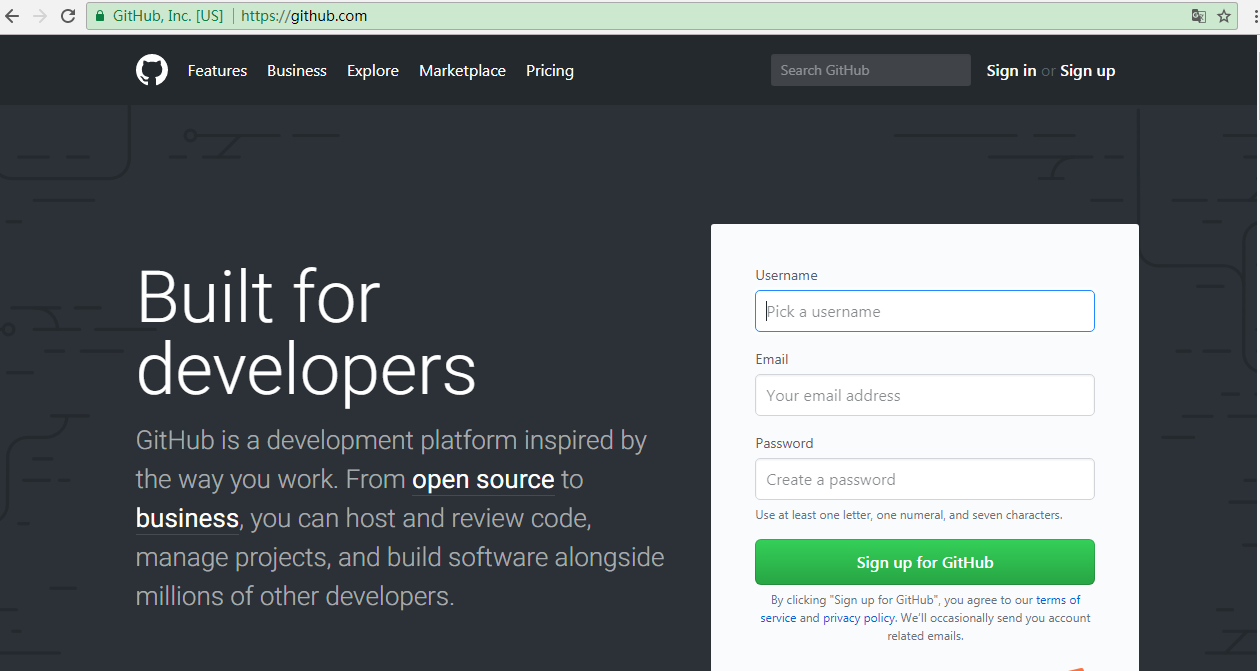 GitHub, Inc. [US] | https://github.com
Features Business Explore Marketplace Pricing Search GitHub Sign in or Sign up
Built for
developers
GitHub is a development platform inspired by
the way you work. From open source to
business, you can host and review code,
manage projects, and build software alongside
millions of other developers.
Username
Pick a username
Email
Your email address
Password
Create a password
Use at least one letter, one numeral, and seven characters.
Sign up for GitHub
By clicking "Sign up for GitHub", you agree to our terms of
service and privacy policy. We’ll occasionally send you account
related emails.